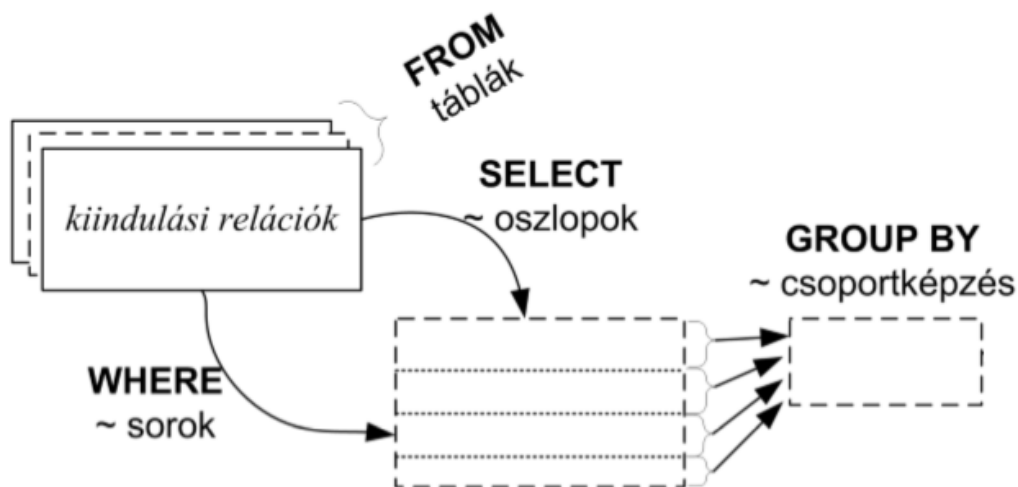 FROM
táblák
kiindulási relációk
SELECT
~ oszlopok
GROUP BY
~ csoportképzés
WHERE
~ sorok